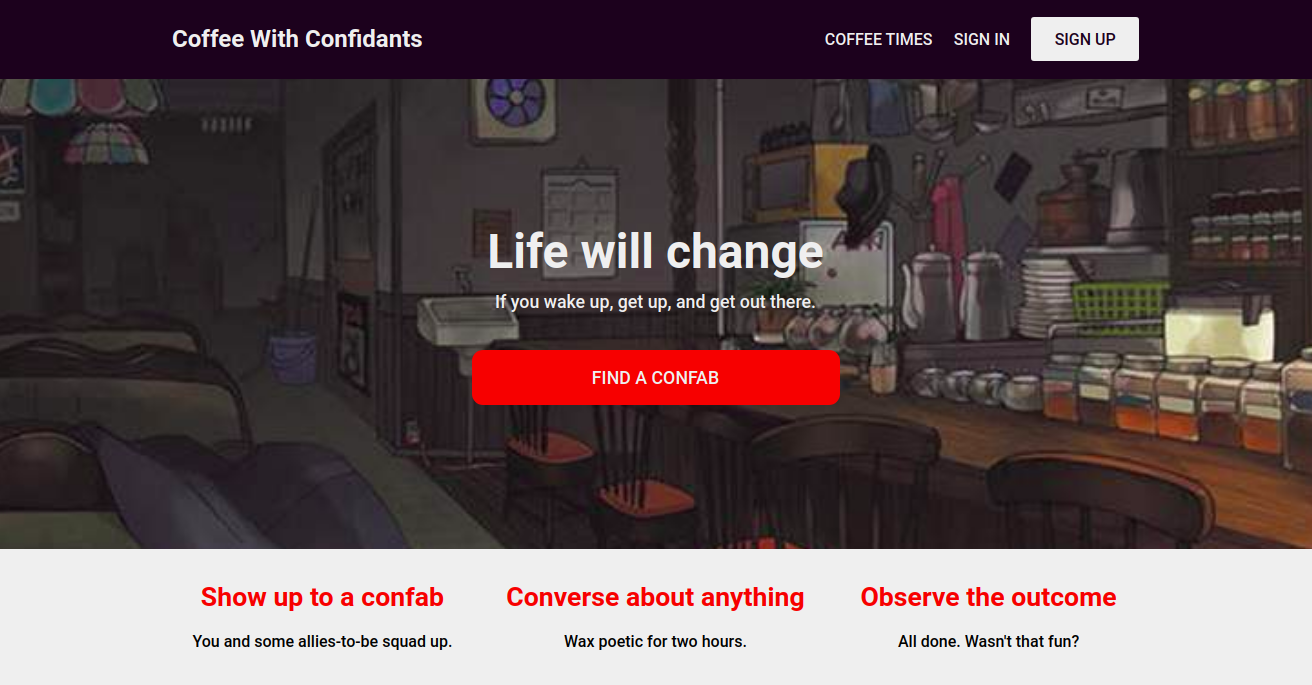 Coffee With Confidants
COFFEE TIMES SIGN IN SIGN UP
Life will change
If you wake up, get up, and get out there.
FIND A CONFAB
Show up to a confab
You and some allies-to-be squad up.
Converse about anything
Wax poetic for two hours.
Observe the outcome
All done. Wasn't that fun?